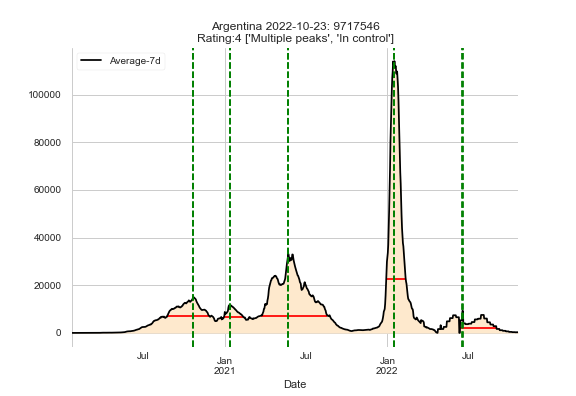 Argentina 2022-10-23: 9717546
Rating:4 ['Multiple peaks', 'In control']
Average-7d
100000
80000
60000
40000
20000
0
Jul
Jan
2021
Jul
Jan
2022
Jul
Date